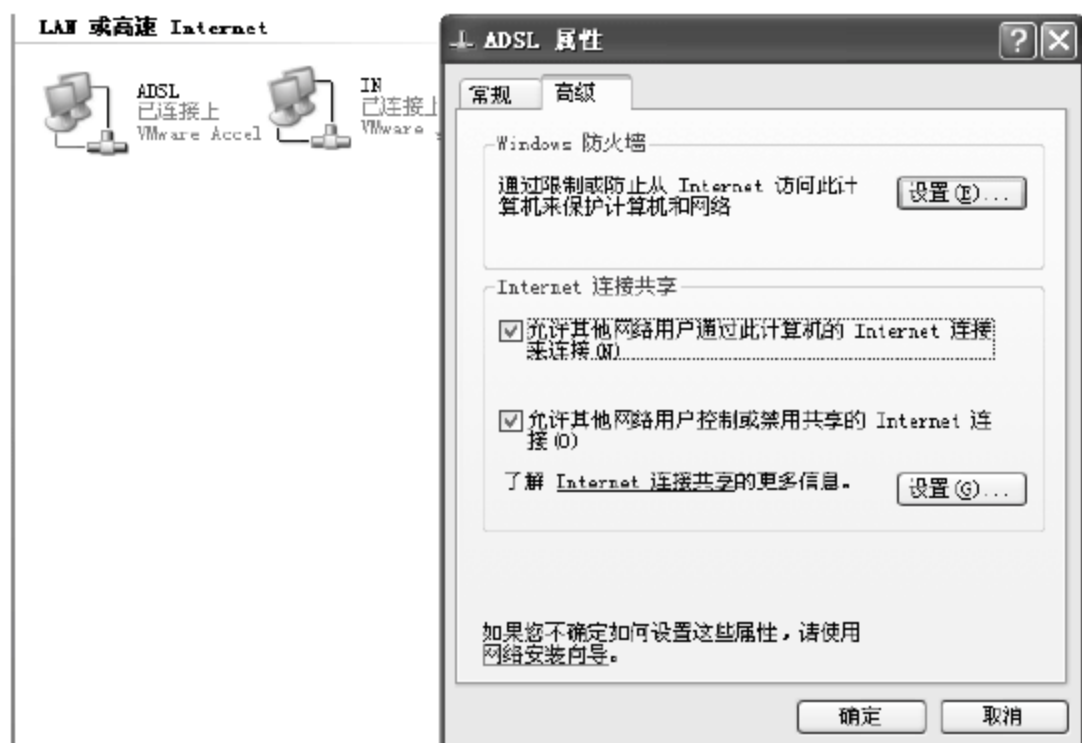 LAN 或高速 Internet
ADSL
已连接上
VMware Accel
IN
已连接上
VMware
ADSL 属性
常规
高级
Windows 防火墙
通过限制或防止从 Internet 访问此计
算机来保护计算机和网络
设置(E)...
Internet 连接共享
允许其他网络用户通过此计算机的 Internet 连接
来连接(N)
允许其他网络用户控制或禁用共享的 Internet 连
接(O)
了解 Internet 连接共享的更多信息。
设置(G)...
如果您不确定如何设置这些属性，请使用
网络安装向导。
确定
取消